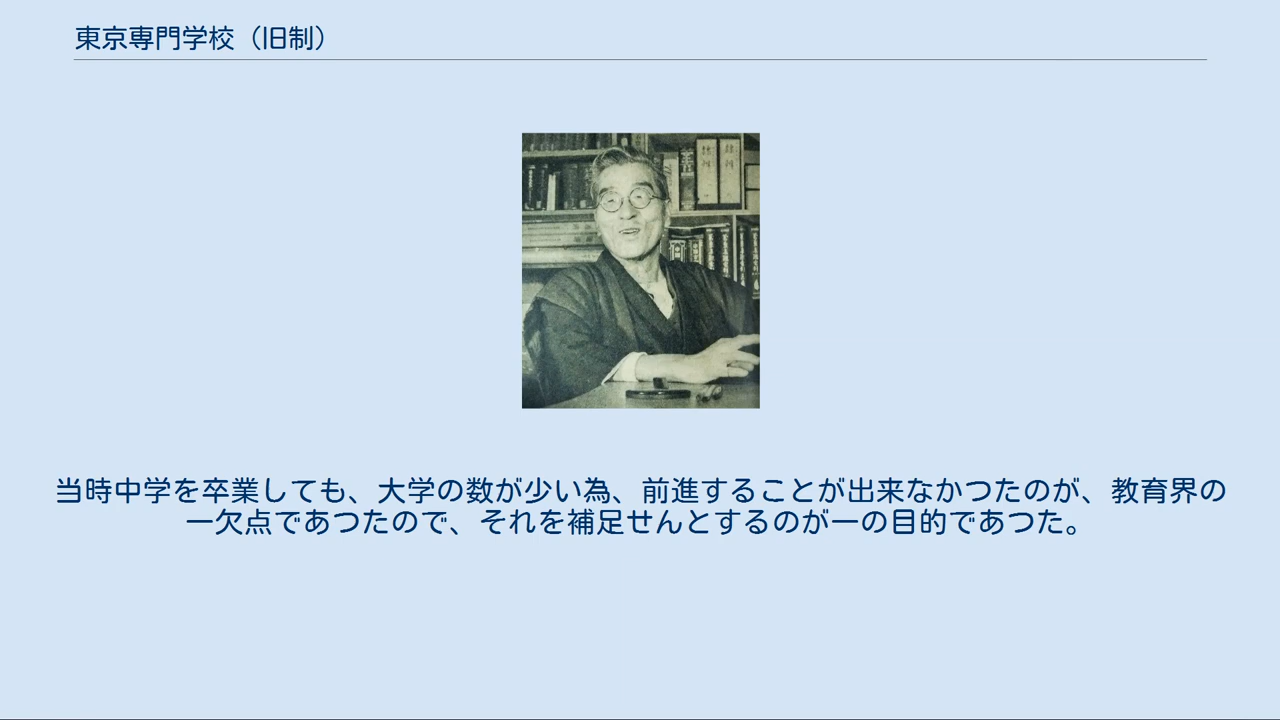 東京専門学校（旧制）
当時中学を卒業しても、大学の数が少い為、前進することが出来なかつたのが、教育界の
一欠点であつたので、それを補足せんとするのが一の目的であつた。